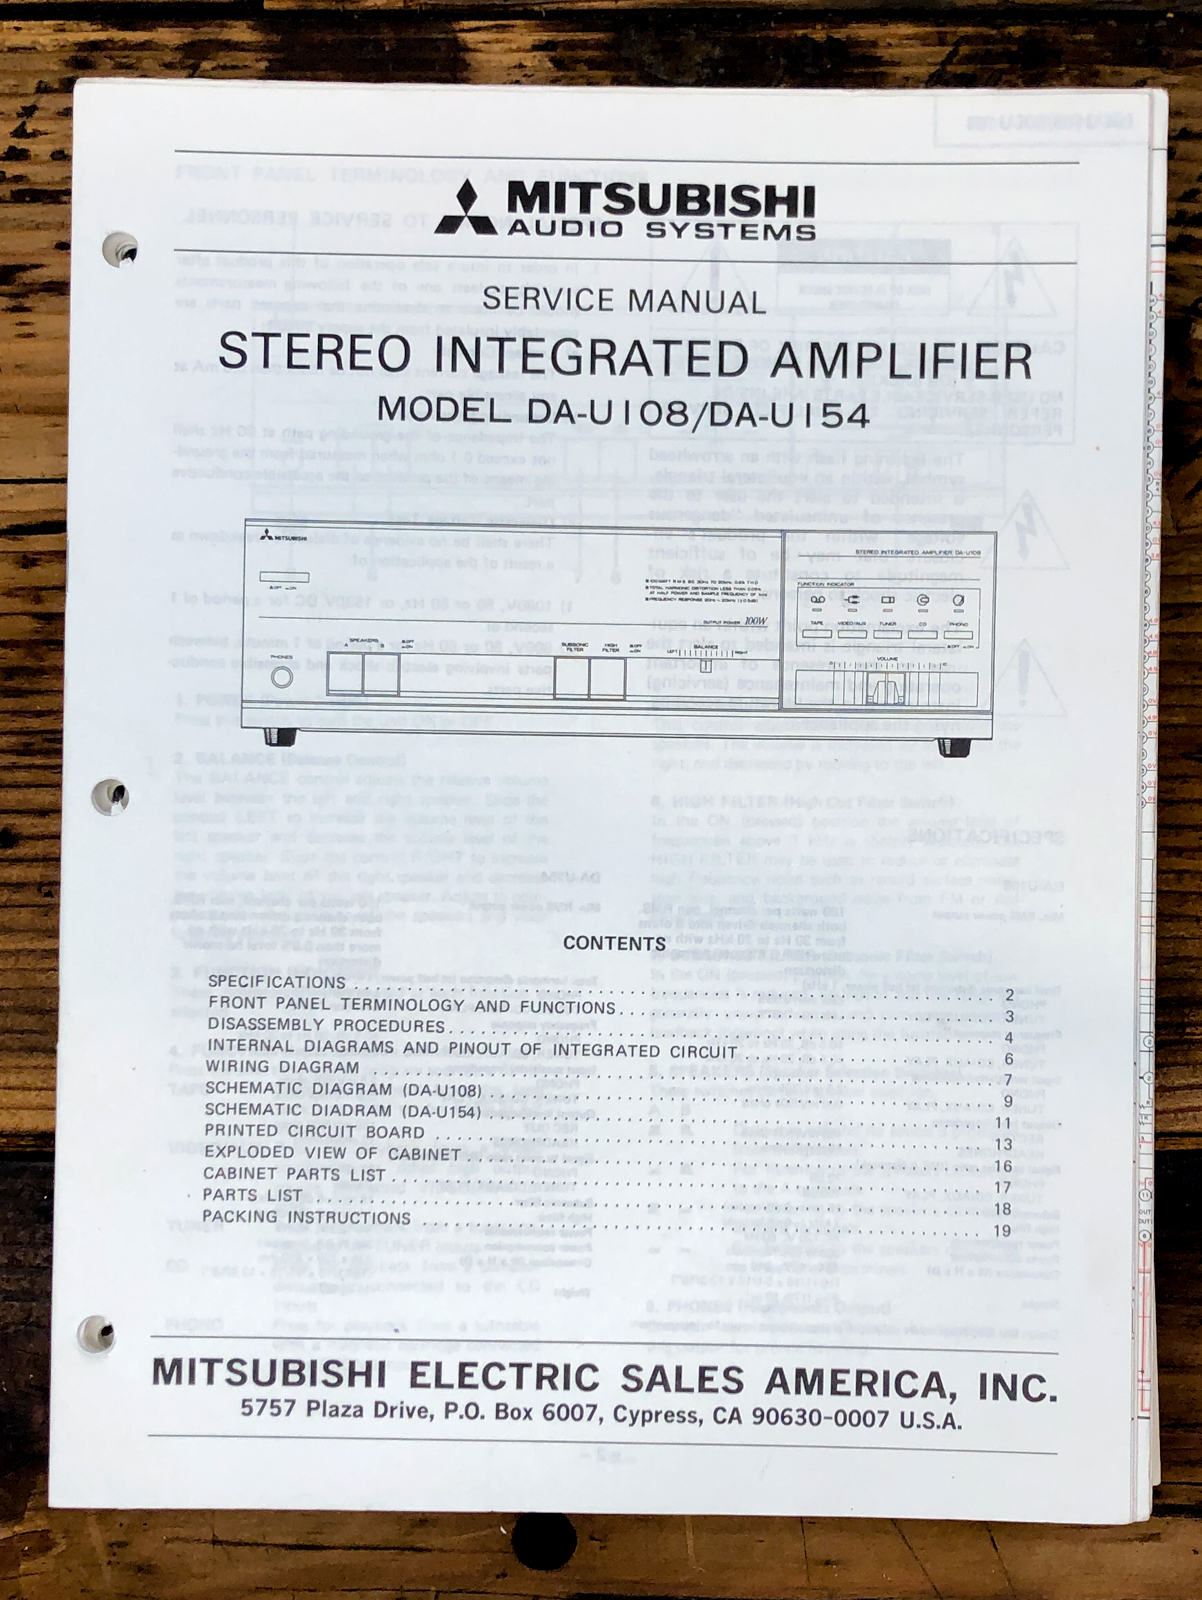 MITSUBISHI
AUDIO SYSTEMS
SERVICE MANUAL
STEREO INTEGRATED AMPLIFIER
MODEL DA-U108/DA-U154
MITSUBISHI
STEREO INTEGRATED AMPLIFIER DA-U108
FUNCTION INDICATOR
TAPE VIDEO/AUX TUNER CD PHONO
OUTPUT POWER 100W
SPEAKERS
A B
SUBSONIC FILTER
HIGH FILTER
BALANCE
LEFT RIGHT
VOLUME
PHONES
CONTENTS
SPECIFICATIONS 2
FRONT PANEL TERMINOLOGY AND FUNCTIONS 3
DISASSEMBLY PROCEDURES 4
INTERNAL DIAGRAMS AND PINOUT OF INTEGRATED CIRCUIT 6
WIRING DIAGRAM 7
SCHEMATIC DIAGRAM (DA-U108) 9
SCHEMATIC DIADRAM (DA-U154) 11
PRINTED CIRCUIT BOARD 13
EXPLODED VIEW OF CABINET 16
CABINET PARTS LIST 17
PARTS LIST 18
PACKING INSTRUCTIONS 19
MITSUBISHI ELECTRIC SALES AMERICA, INC.
5757 Plaza Drive, P.O. Box 6007, Cypress, CA 90630-0007 U.S.A.